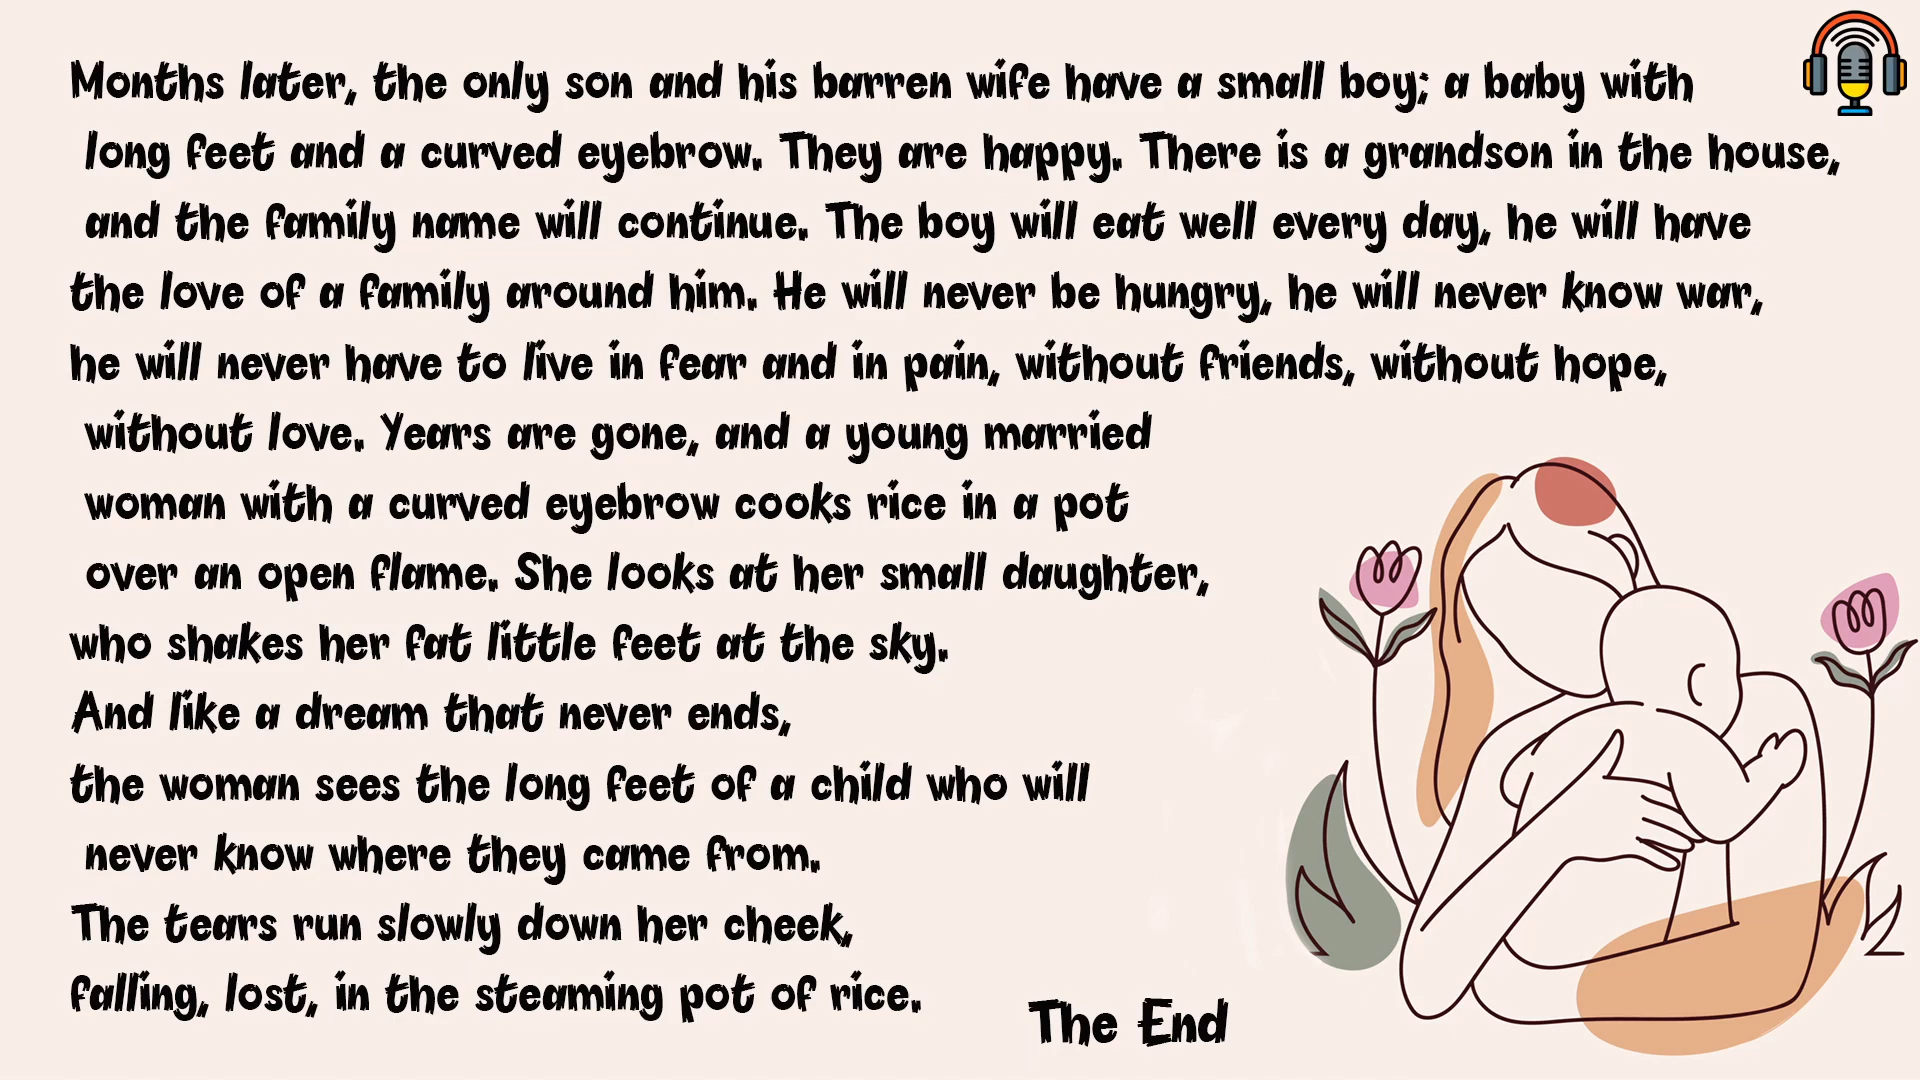 Months later, the only son and his barren wife have a small boy; a baby with
long feet and a curved eyebrow. They are happy. There is a grandson in the house,
and the family name will continue. The boy will eat well every day, he will have
the love of a family around him. He will never be hungry, he will never know war,
he will never have to live in fear and in pain, without friends, without hope,
without love. Years are gone, and a young married
woman with a curved eyebrow cooks rice in a pot
over an open flame. She looks at her small daughter,
who shakes her fat little feet at the sky.
And like a dream that never ends,
the woman sees the long feet of a child who will
never know where they came from.
The tears run slowly down her cheek,
falling, lost, in the steaming pot of rice.
The End